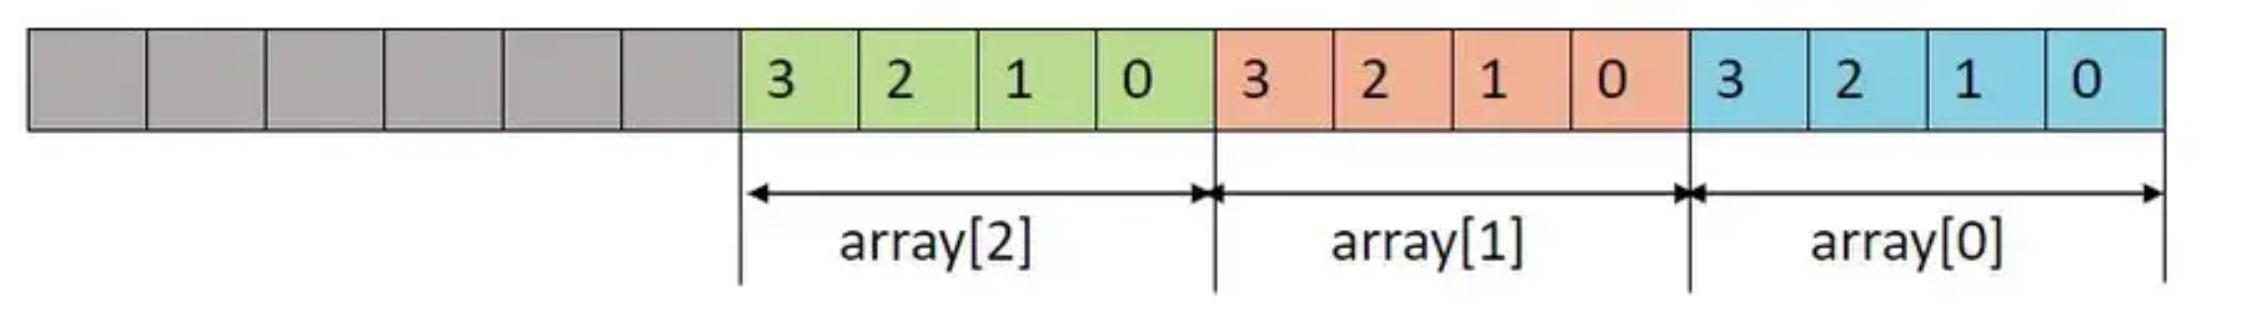 3 2 1 0 3 2 1 0 3 2 1 0
array[2] array[1] array[0]